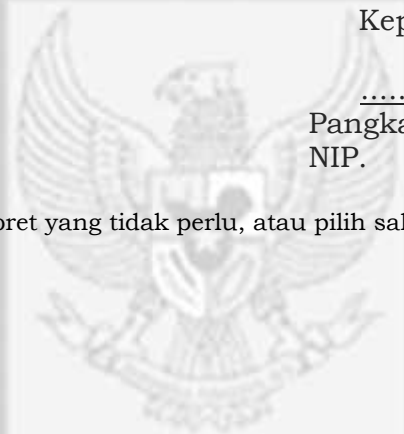 Kep
.....
Pangka
NIP.
oret yang tidak perlu, atau pilih sal